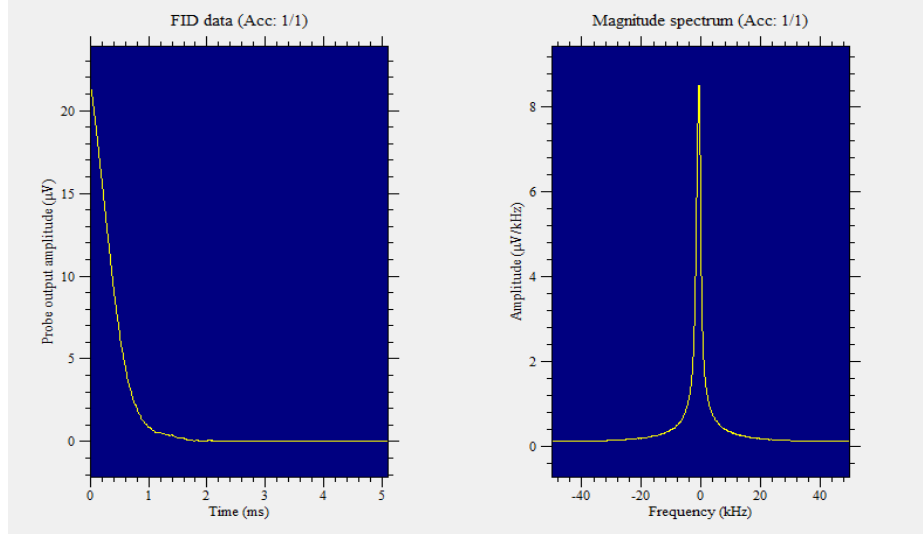 FID data (Acc: 1/1)
Probe output amplitude (µV)
20
15
10
5
0
0 1 2 3 4 5
Time (ms)
Magnitude spectrum (Acc: 1/1)
Amplitude (µV/kHz)
8
6
4
2
0
-40 -20 0 20 40
Frequency (kHz)